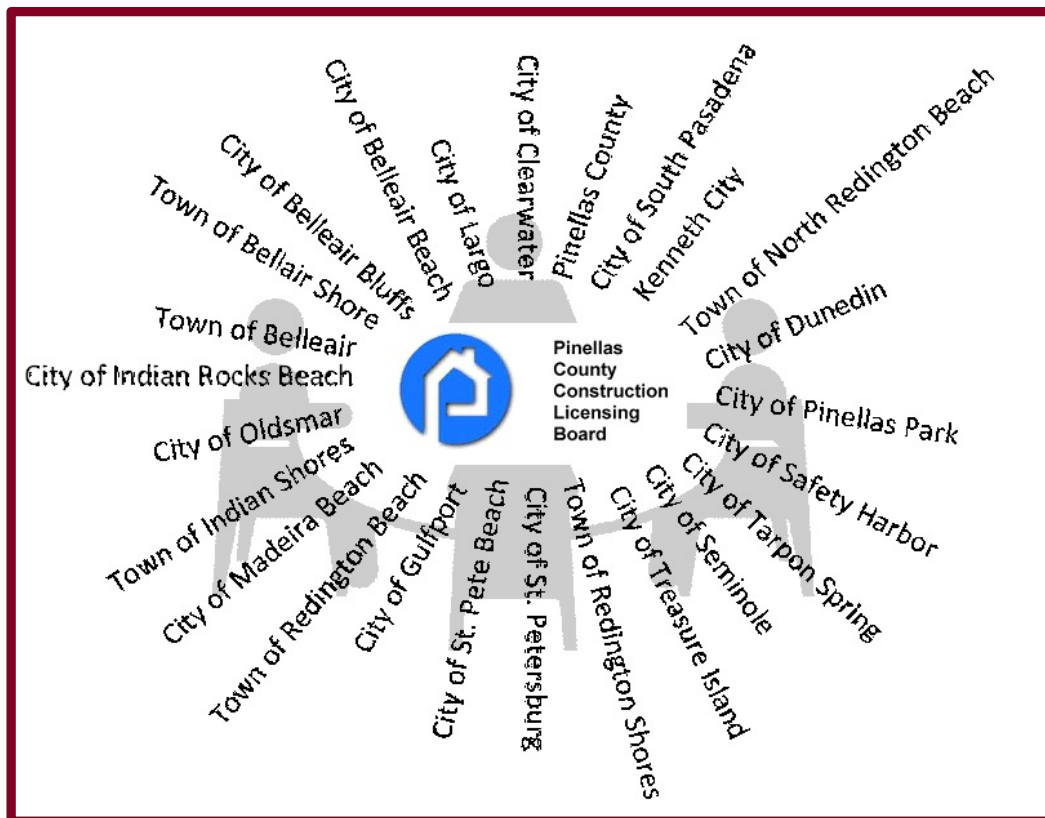 City of Clearwater
Pinellas County
City of South Pasadena
Kenneth City
Town of North Redington Beach
City of Dunedin
City of Pinellas Park
City of Safety Harbor
City of Tarpon Spring
City of Seminole
City of Treasure Island
Town of Redington Shores
City of St. Petersburg
City of St. Pete Beach
City of Gulfport
Town of Redington Beach
City of Madeira Beach
Town of Indian Shores
City of Oldsmar
City of Indian Rocks Beach
Town of Belleair
Town of Bellair Shore
City of Belleair Bluffs
City of Belleair Beach
City of Largo
Pinellas
County
Construction
Licensing
Board